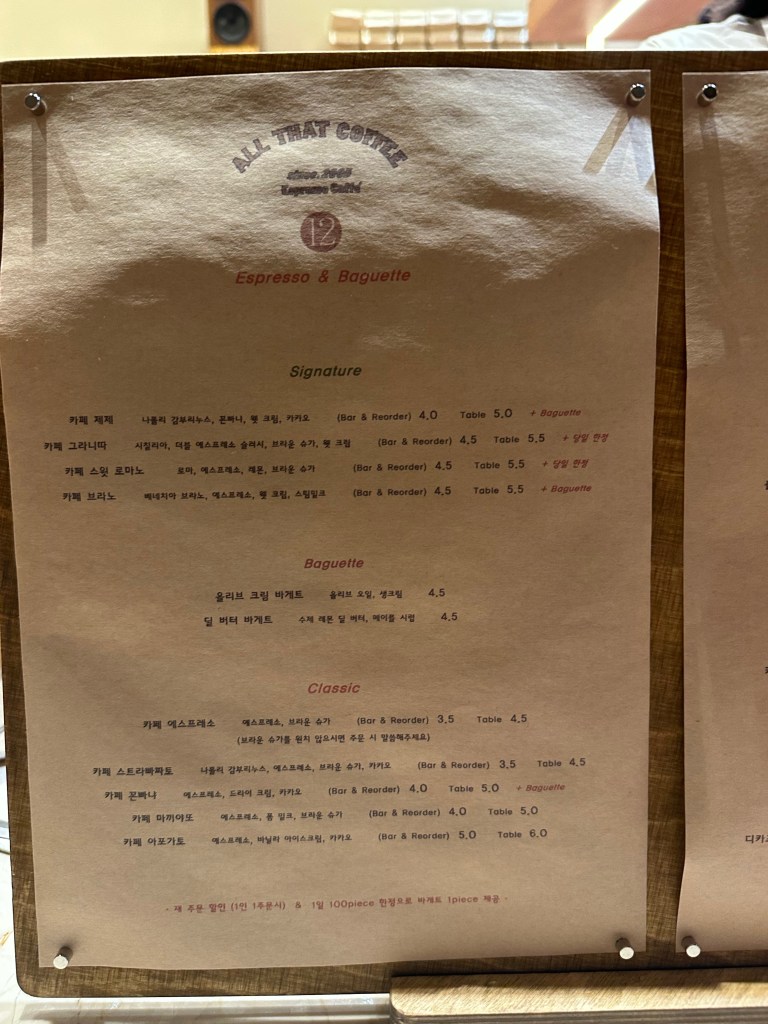 ALL THAT COFFEE
since. 2005
Espresso Caffé
12
Espresso & Baguette
Signature
카페 제제 나폴리 감부리누스, 꼰빠냐, 휏 크림, 카카오 (Bar & Reorder) 4.0 Table 5.0 + Baguette
카페 그라니따 시칠리아, 더블 에스프레소 슬러시, 브라운 슈가, 휏 크림 (Bar & Reorder) 4.5 Table 5.5 + 당일 한정
카페 스윗 로마노 로마, 에스프레소, 레몬, 브라운 슈가 (Bar & Reorder) 4.5 Table 5.5 + 당일 한정
카페 브라노 베네치아 브라노, 에스프레소, 휏 크림, 스팀밀크 (Bar & Reorder) 4.5 Table 5.5 + Baguette
Baguette
올리브 크림 바게트 올리브 오일, 생크림 4.5
딜 버터 바게트 수제 레몬 딜 버터, 메이플 시럽 4.5
Classic
카페 에스프레소 에스프레소, 브라운 슈가 (Bar & Reorder) 3.5 Table 4.5
(브라운 슈가를 원치 않으시면 주문 시 말씀해주세요)
카페 스트라빠짜토 나폴리 감부리누스, 에스프레소, 브라운 슈가, 카카오 (Bar & Reorder) 3.5 Table 4.5
카페 꼰빠냐 에스프레소, 드라이 크림, 카카오 (Bar & Reorder) 4.0 Table 5.0 + Baguette
카페 마끼야또 에스프레소, 폼 밀크, 브라운 슈가 (Bar & Reorder) 4.0 Table 5.0
카페 아포가토 에스프레소, 바닐라 아이스크림, 카카오 (Bar & Reorder) 5.0 Table 6.0
- 재 주문 할인 (1인 1주문시) & 1일 100piece 한정으로 바게트 1piece 제공 -